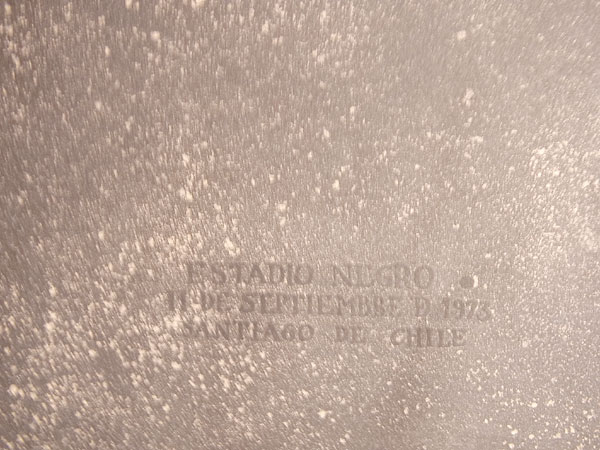 ESTADIO NEGRO
11 DE SEPTIEMBRE D 1973
SANTIAGO DE CHILE